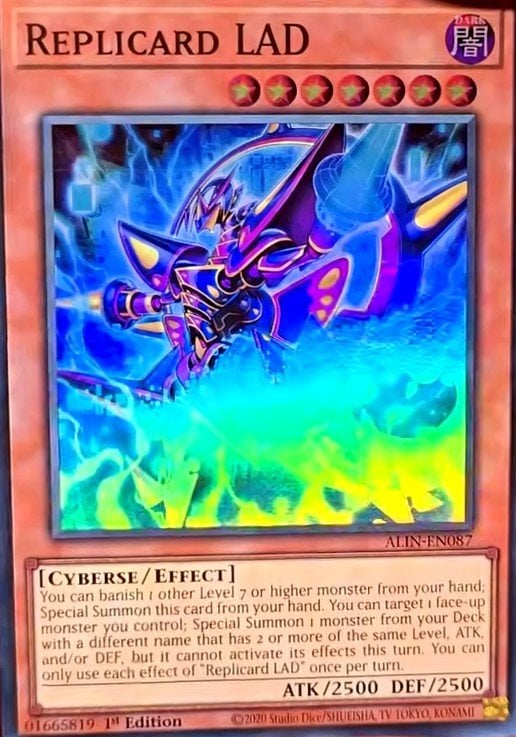 REPLICARD LAD
DARK
闇
ALIN-EN087
[CYBERSE/EFFECT]
You can banish 1 other Level 7 or higher monster from your hand;
Special Summon this card from your hand. You can target 1 face-up
monster you control; Special Summon 1 monster from your Deck
with a different name that has 2 or more of the same Level, ATK,
and/or DEF, but it cannot activate its effects this turn. You can
only use each effect of "Replicard LAD" once per turn.
ATK/2500 DEF/2500
01665819 1st Edition
©2020 Studio Dice/SHUEISHA, TV TOKYO, KONAMI